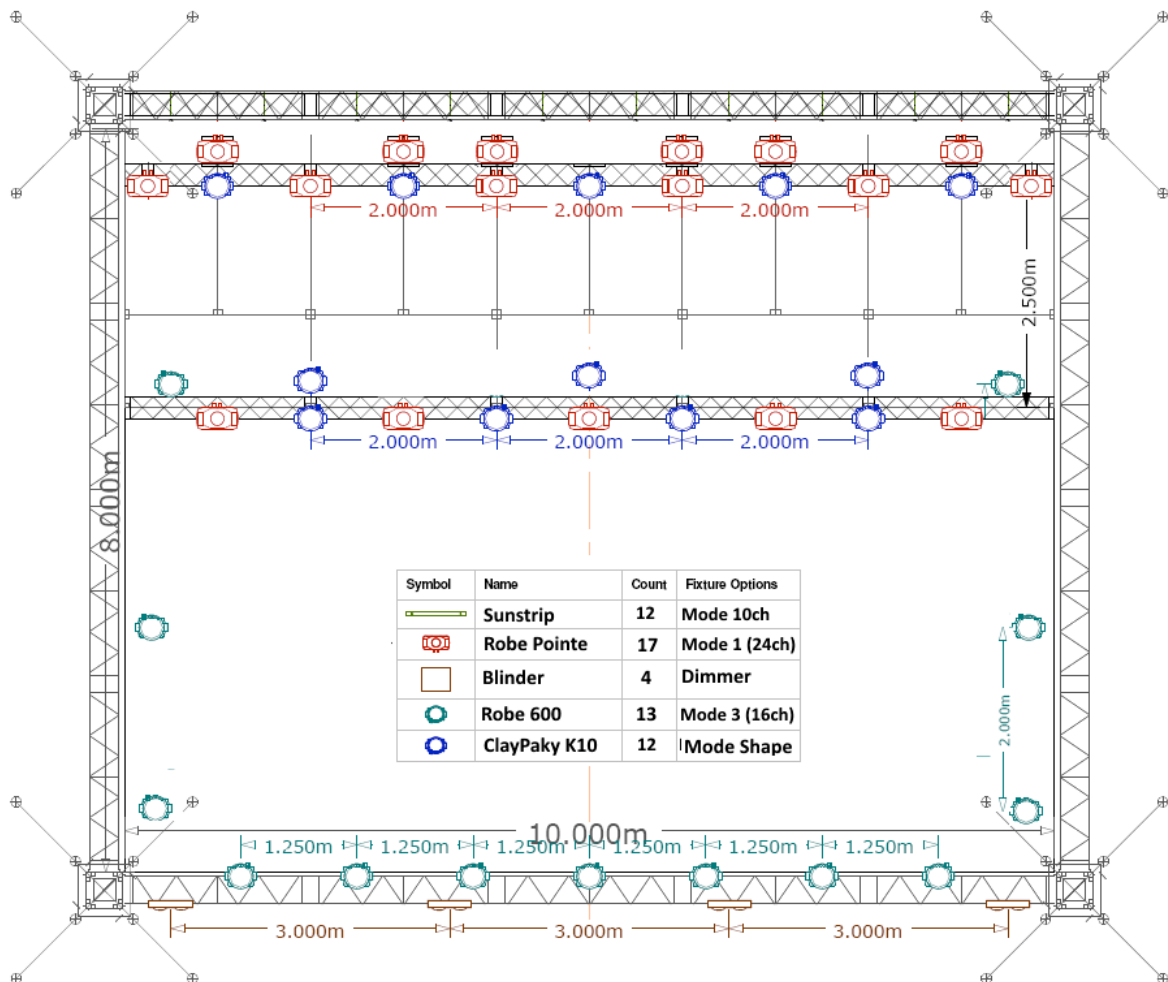 2.000m 2.000m 2.000m
2.500m
2.000m 2.000m 2.000m
8.000m
Symbol Name Count Fixture Options
Sunstrip 12 Mode 10ch
Robe Pointe 17 Mode 1 (24ch)
Blinder 4 Dimmer
Robe 600 13 Mode 3 (16ch)
ClayPaky K10 12 Mode Shape
2.000m
10.000m
1.250m 1.250m 1.250m 1.250m 1.250m 1.250m
3.000m 3.000m 3.000m